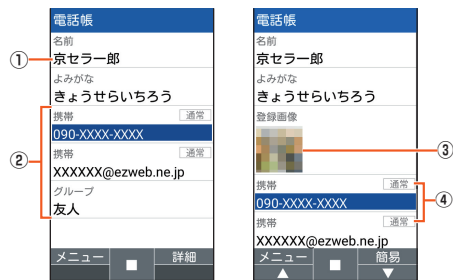 電話帳
名前
① 京セラ一郎
よみがな
きょうせらいちろう
② 携帯 通常
090-XXXX-XXXX
携帯 通常
XXXXXX@ezweb.ne.jp
グループ
友人
メニュー ■ 詳細
電話帳
名前
京セラ一郎
よみがな
きょうせらいちろう
登録画像
③
携帯 通常
④
090-XXXX-XXXX
携帯 通常
XXXXXX@ezweb.ne.jp
メニュー ■ 簡易
▲ ▼